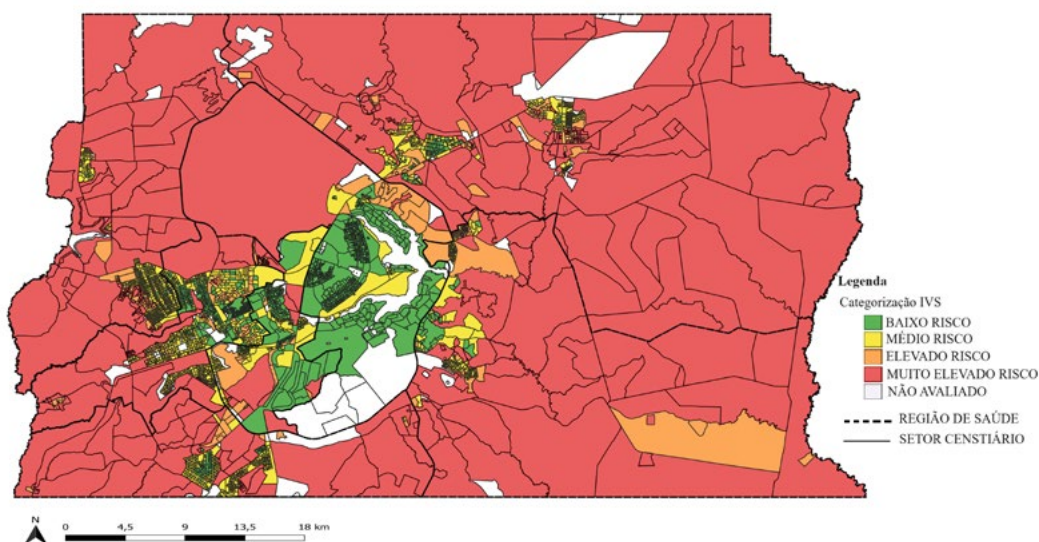 Legenda
Categorização IVS
BAIXO RISCO
MÉDIO RISCO
ELEVADO RISCO
MUITO ELEVADO RISCO
NÃO AVALIADO
REGIÃO DE SAÚDE
SETOR CENSTIÁRIO
N
0 4,5 9 13,5 18 km